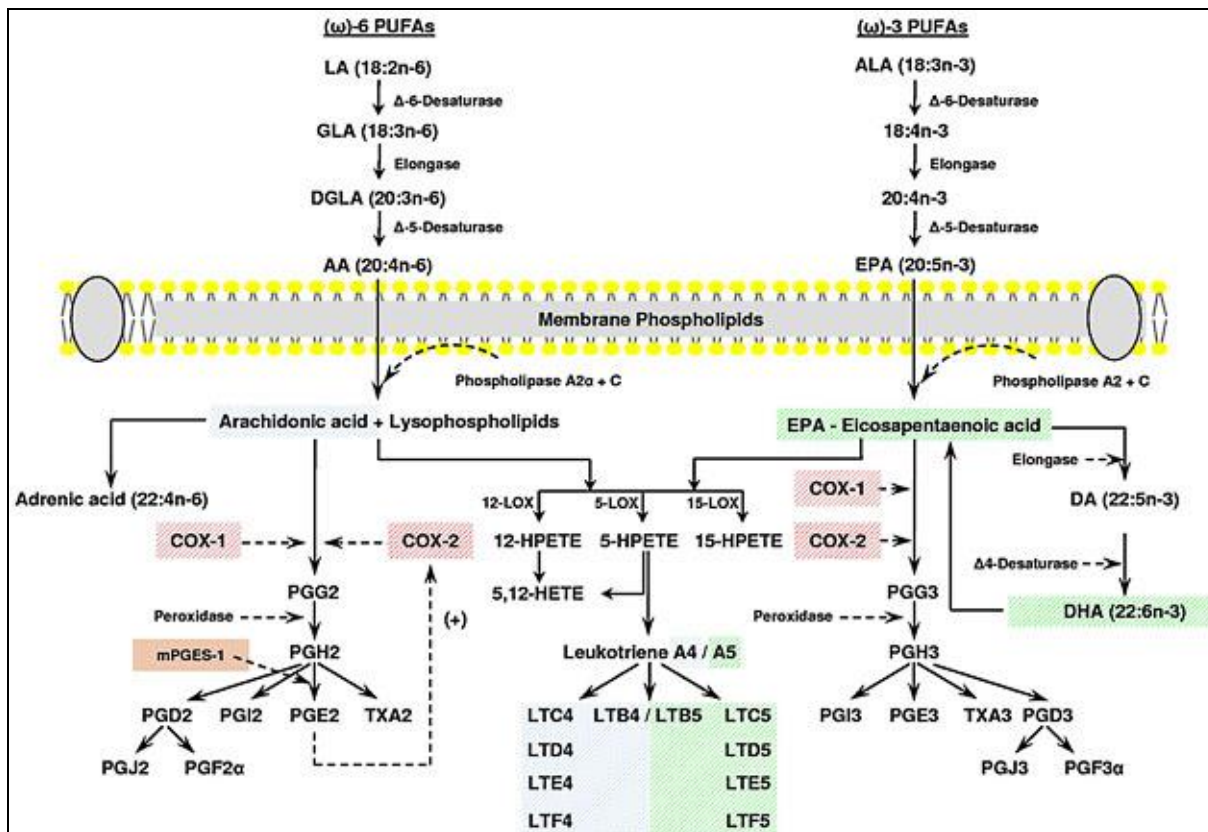 (ω)-6 PUFAs
(ω)-3 PUFAs
LA (18:2n-6)
ALA (18:3n-3)
Δ-6-Desaturase
Δ-6-Desaturase
GLA (18:3n-6)
18:4n-3
Elongase
Elongase
DGLA (20:3n-6)
20:4n-3
Δ-5-Desaturase
Δ-5-Desaturase
AA (20:4n-6)
EPA (20:5n-3)
Membrane Phospholipids
Phospholipase A2α + C
Phospholipase A2 + C
Arachidonic acid + Lysophospholipids
EPA - Eicosapentaenoic acid
Elongase
Adrenic acid (22:4n-6)
12-LOX
5-LOX
15-LOX
COX-1
DA (22:5n-3)
COX-1
COX-2
12-HPETE
5-HPETE
15-HPETE
COX-2
Δ4-Desaturase
PGG2
5,12-HETE
PGG3
Peroxidase
(+)
Peroxidase
DHA (22:6n-3)
mPGES-1
PGH2
Leukotriene A4 / A5
PGH3
PGD2
PGI2
PGE2
TXA2
LTC4
LTB4 / LTB5
LTC5
PGI3
PGE3
TXA3
PGD3
LTD4
LTD5
PGJ2
PGF2α
LTE4
LTE5
PGJ3
PGF3α
LTF4
LTF5